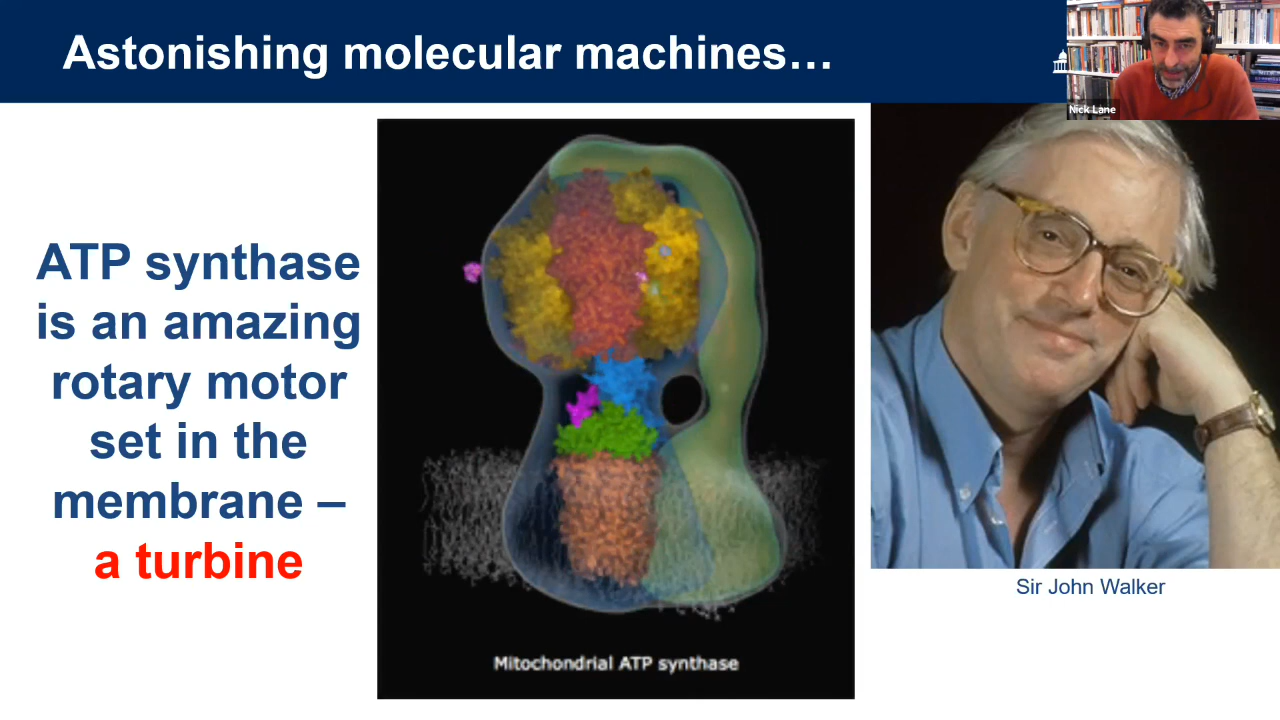 Astonishing molecular machines…
Nick Lane
ATP synthase
is an amazing
rotary motor
set in the
membrane –
a turbine
Mitochondrial ATP synthase
Sir John Walker